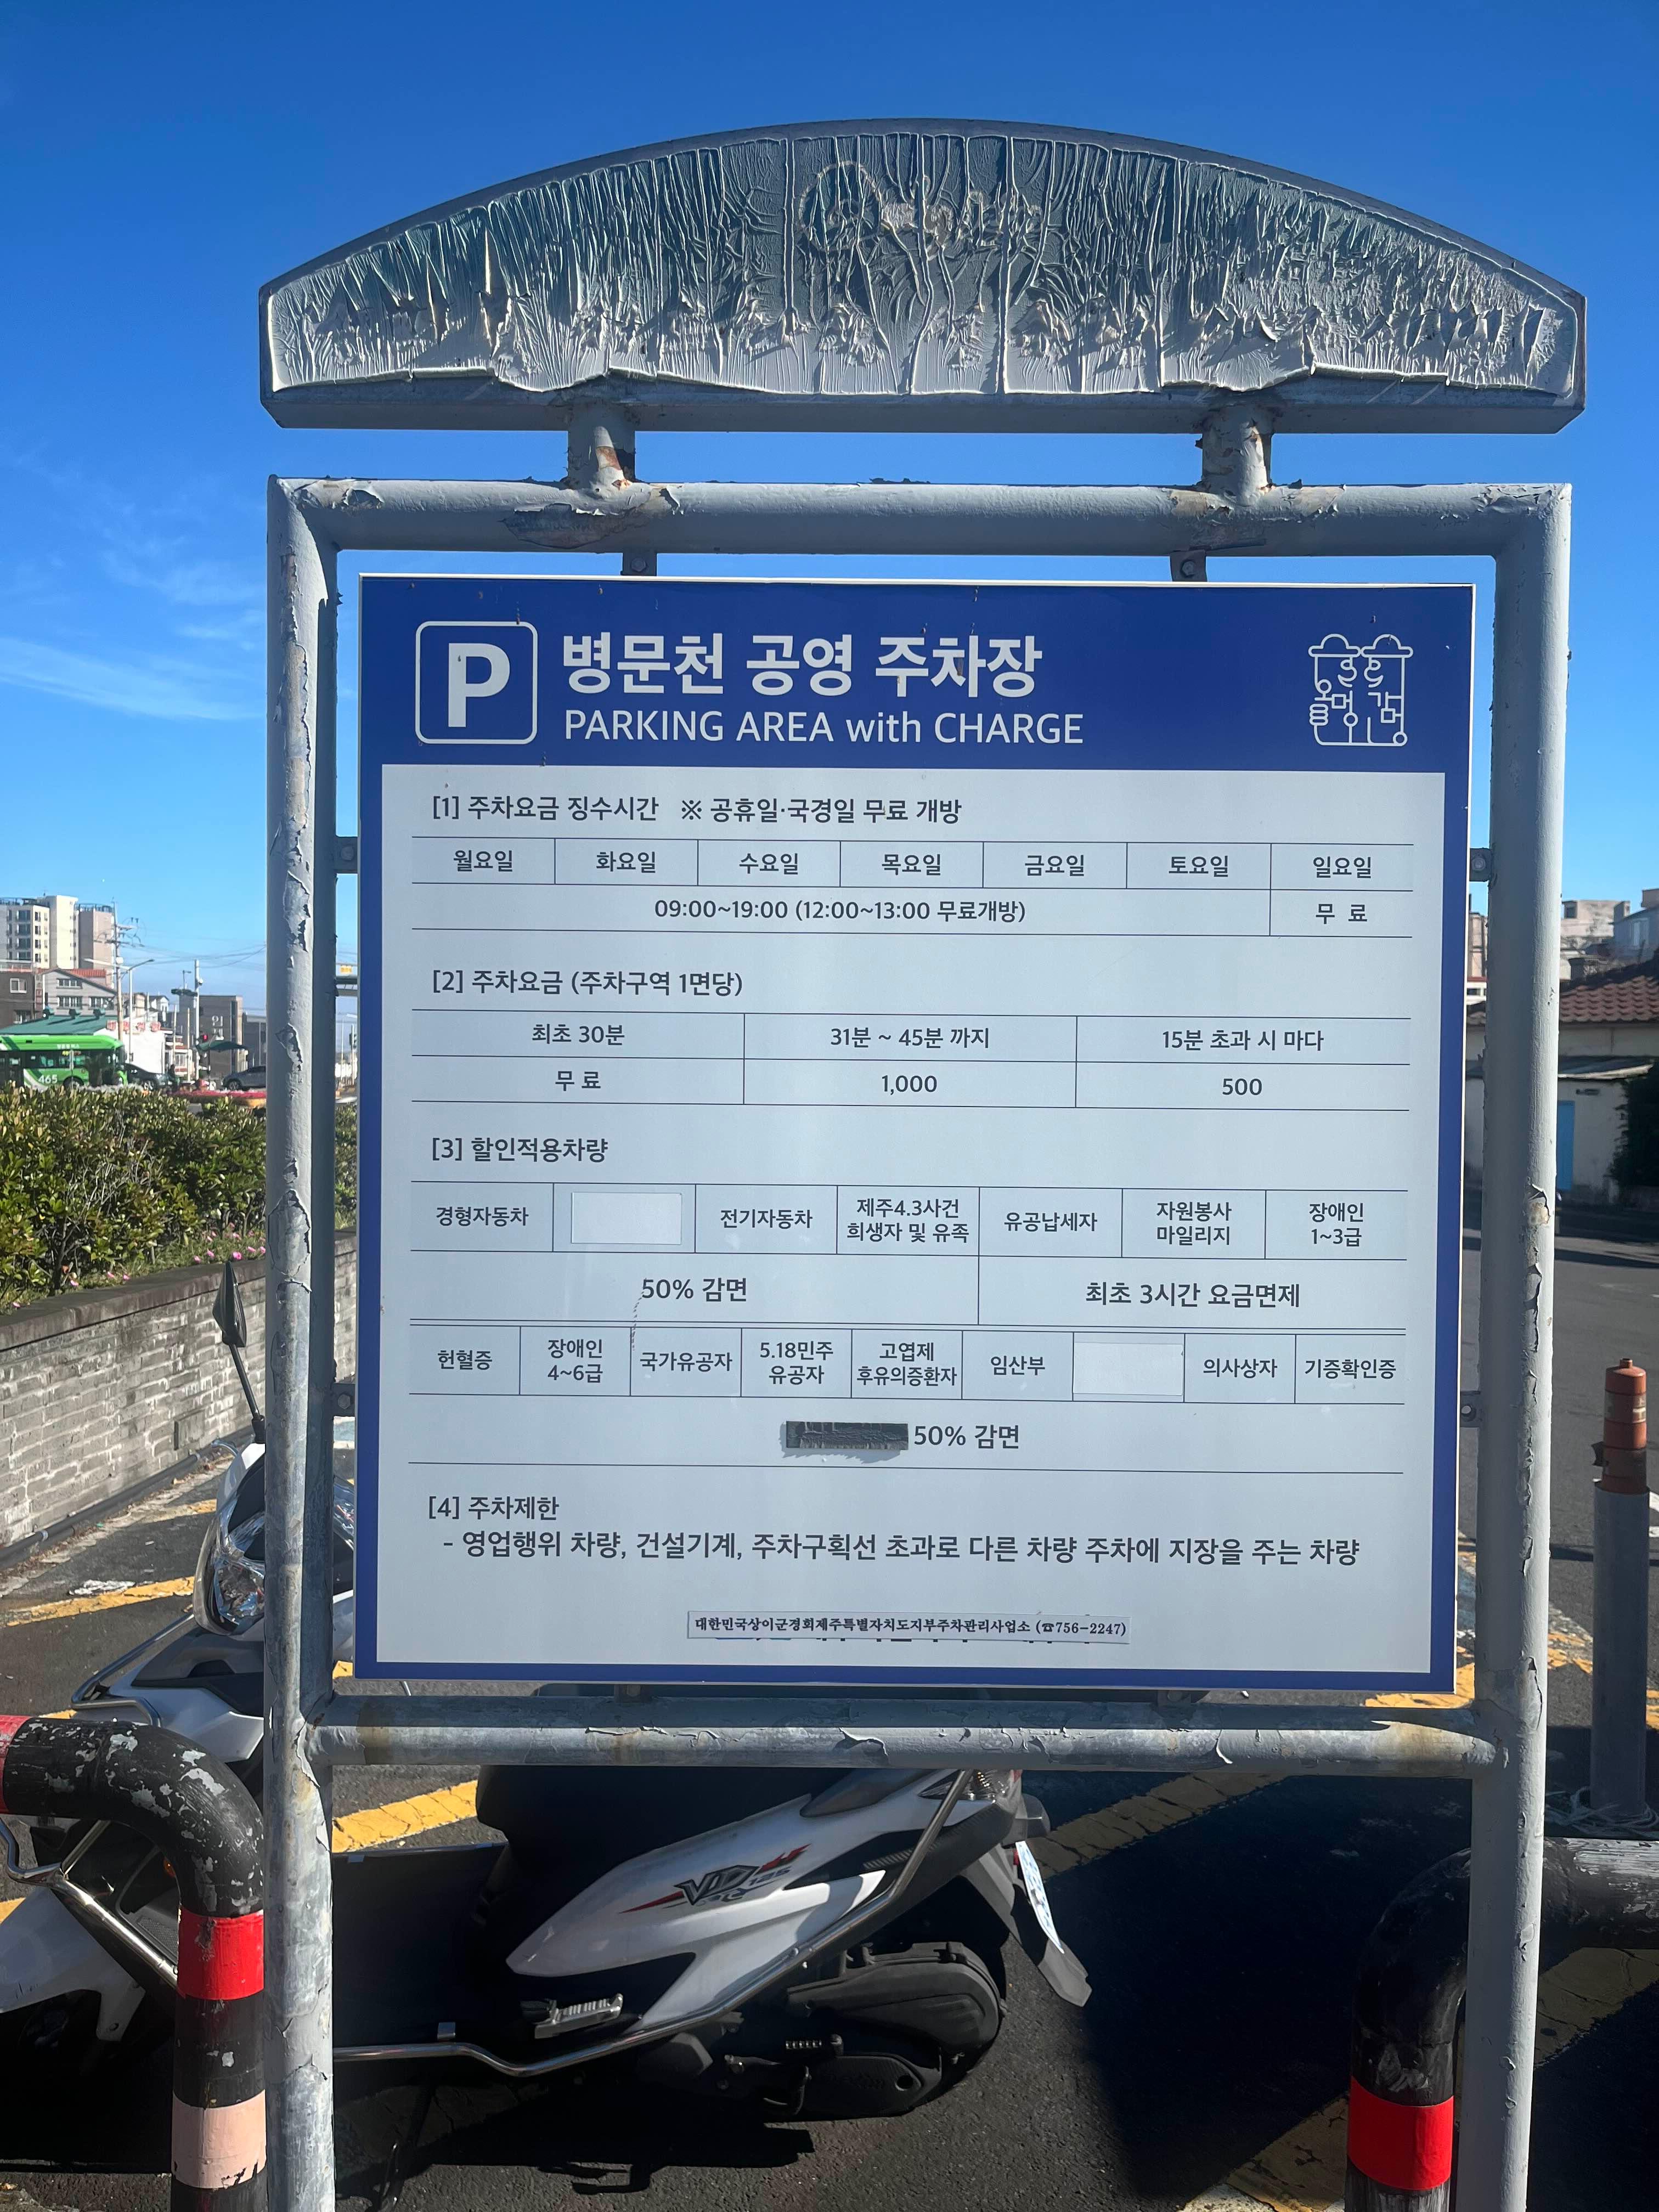 P
병문천 공영 주차장
PARKING AREA with CHARGE
[1] 주차요금 징수시간 ※ 공휴일·국경일 무료 개방
월요일 화요일 수요일 목요일 금요일 토요일 일요일
09:00~19:00 (12:00~13:00 무료개방) 무 료
[2] 주차요금 (주차구역 1면당)
최초 30분 31분 ~ 45분 까지 15분 초과 시 마다
무 료 1,000 500
[3] 할인적용차량
경형자동차 전기자동차 제주4.3사건 희생자 및 유족 유공납세자 자원봉사 마일리지 장애인 1~3급
50% 감면 최초 3시간 요금면제
헌혈증 장애인 4~6급 국가유공자 5.18민주 유공자 고엽제 후유의증환자 임산부 의사상자 기증확인증
50% 감면
[4] 주차제한
- 영업행위 차량, 건설기계, 주차구획선 초과로 다른 차량 주차에 지장을 주는 차량
대한민국상이군경회제주특별자치도지부주차관리사업소 (☎756-2247)
465
125